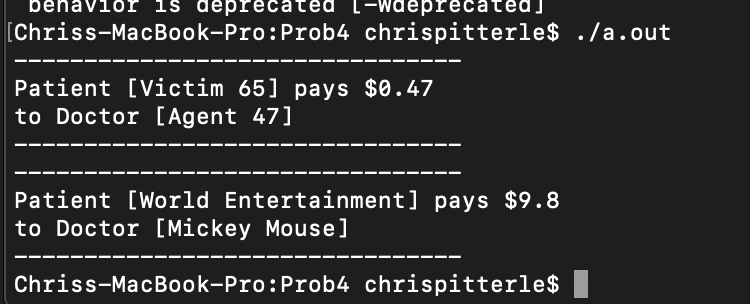 behavior is deprecated [-Wdeprecated]
[Chriss-MacBook-Pro:Prob4 chrispitterle$ ./a.out
--------------------------------
Patient [Victim 65] pays $0.47
to Doctor [Agent 47]
--------------------------------
--------------------------------
Patient [World Entertainment] pays $9.8
to Doctor [Mickey Mouse]
--------------------------------
Chriss-MacBook-Pro:Prob4 chrispitterle$